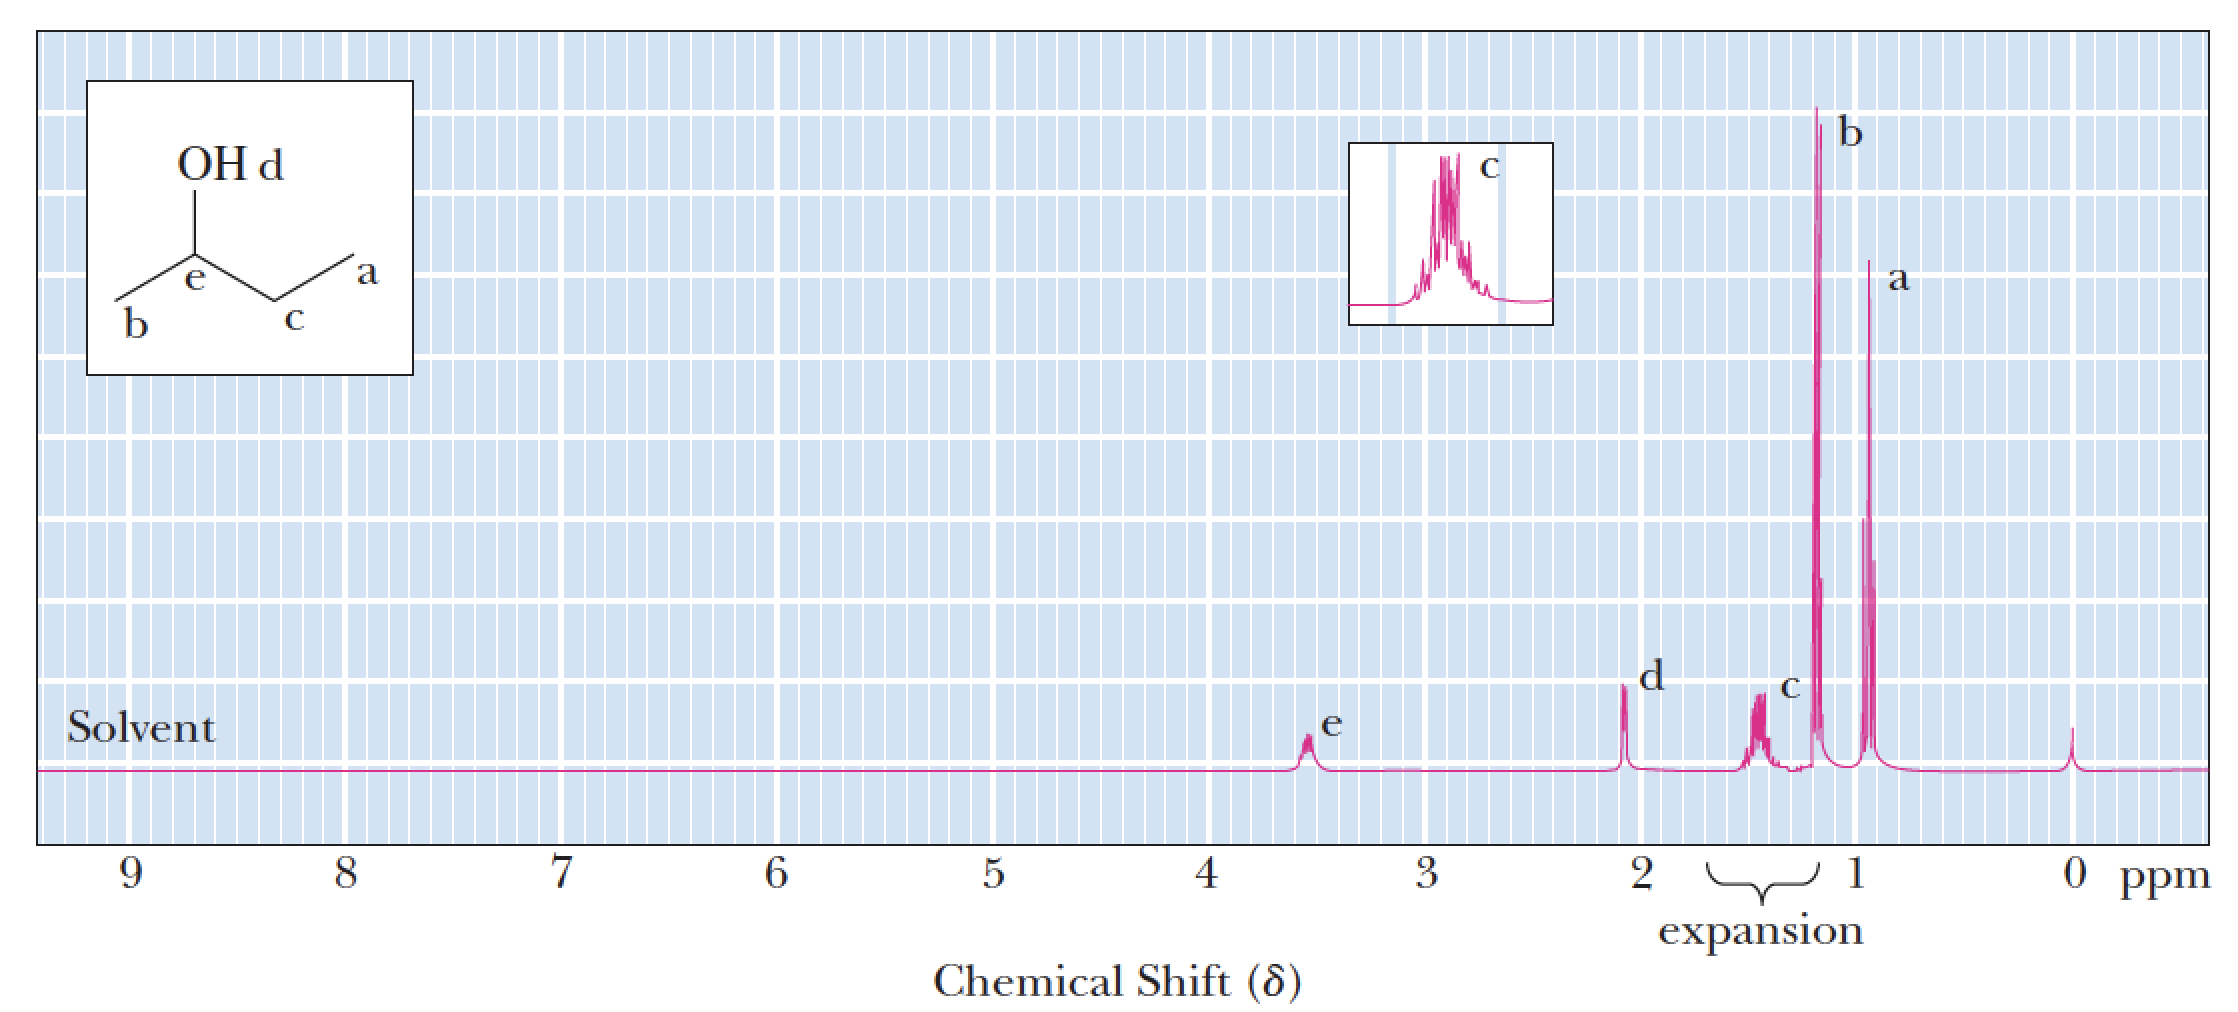 OH d
e
a
b
c
c
b
a
d
c
e
Solvent
9 8 7 6 5 4 3 2 1 0 ppm
expansion
Chemical Shift (δ)